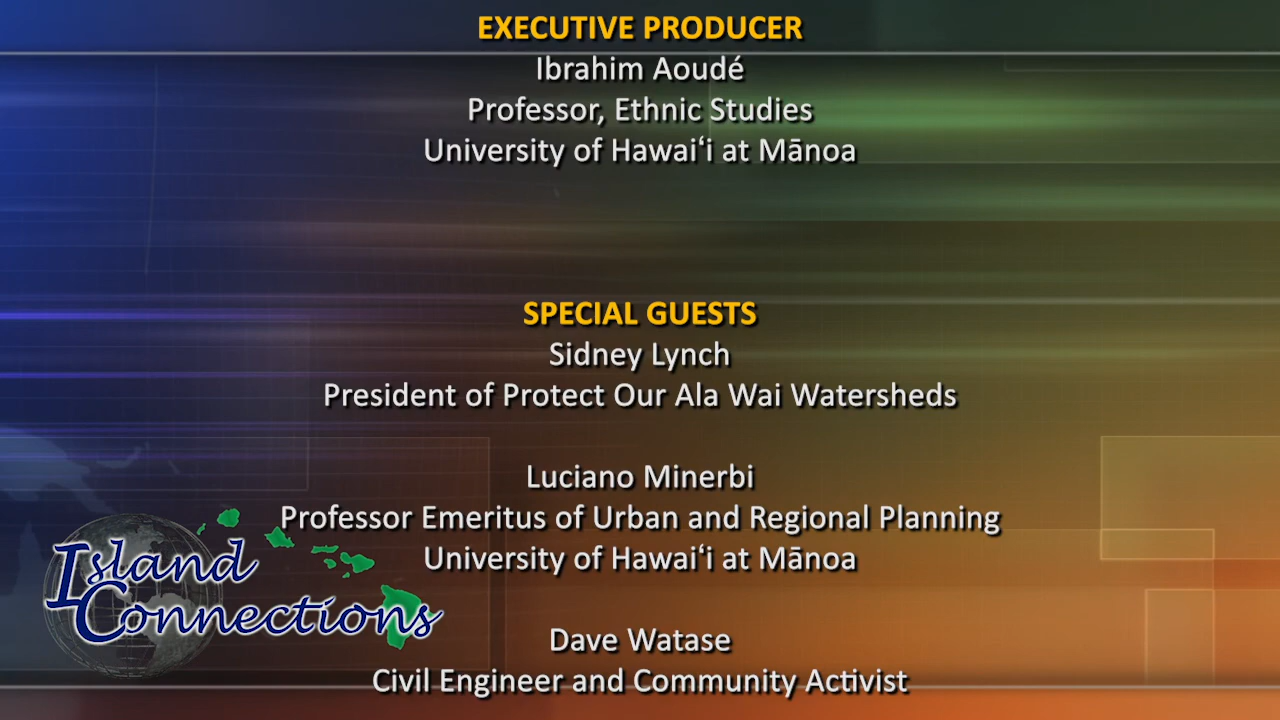 EXECUTIVE PRODUCER
Ibrahim Aoudé
Professor, Ethnic Studies
University of Hawaiʻi at Mānoa
SPECIAL GUESTS
Sidney Lynch
President of Protect Our Ala Wai Watersheds
Luciano Minerbi
Professor Emeritus of Urban and Regional Planning
University of Hawaiʻi at Mānoa
Dave Watase
Civil Engineer and Community Activist
Island
Connections